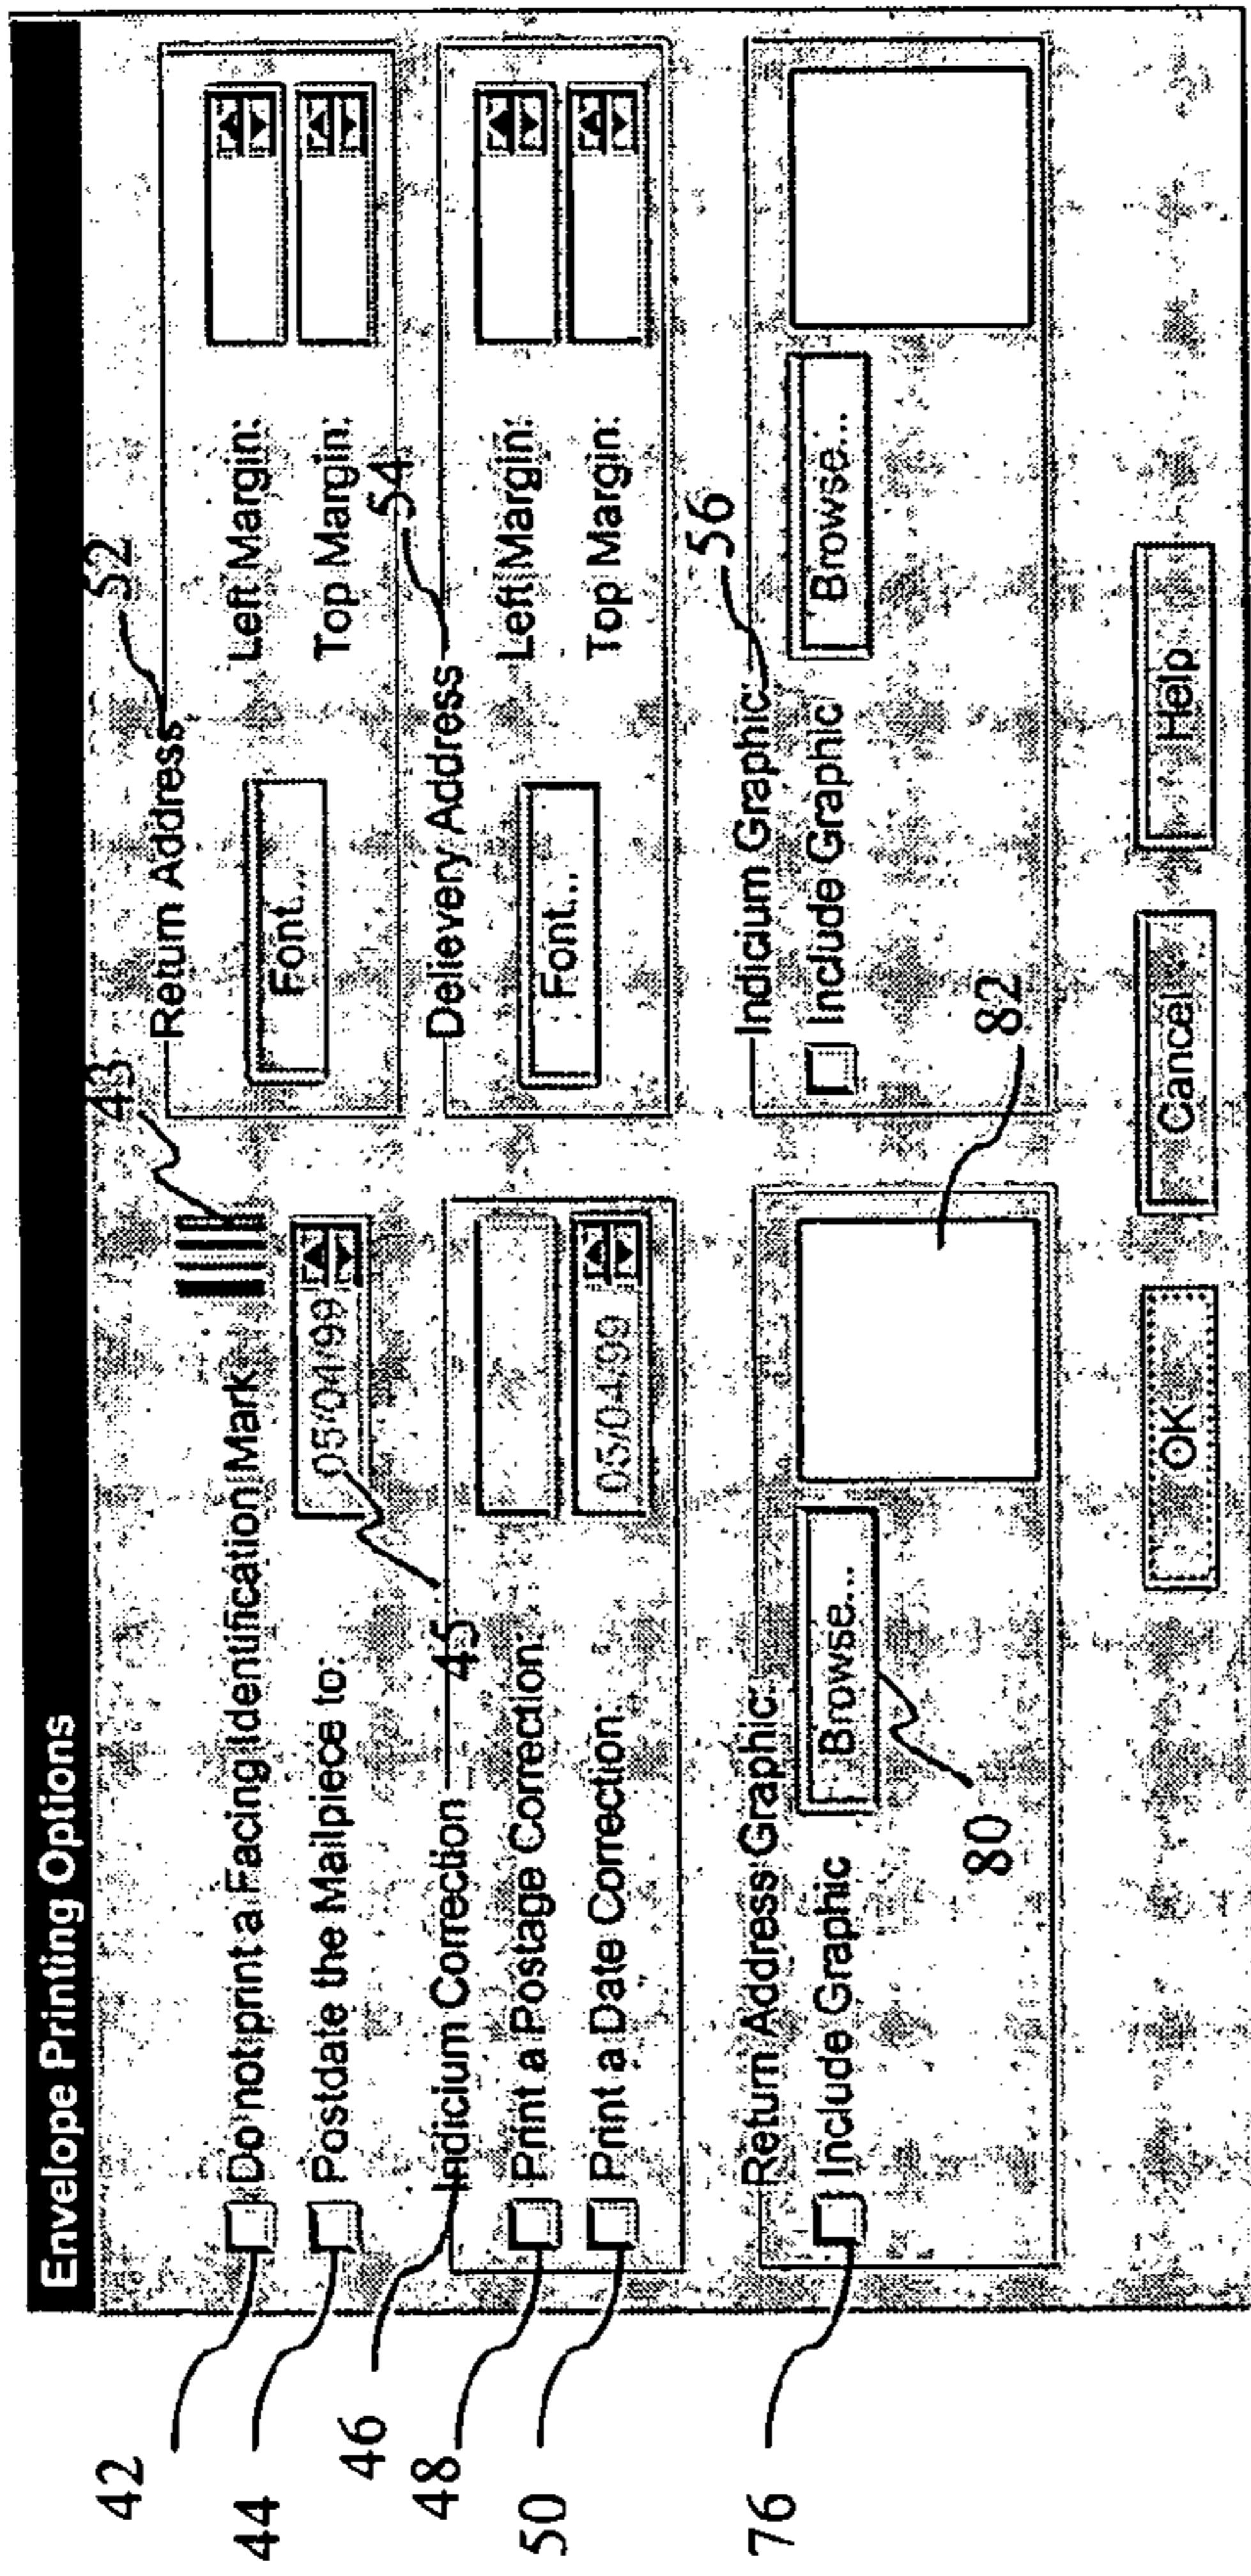 Envelope Printing Options
42
Do not print a Facing Identification Mark
43
44
Postdate the Mailpiece to:
05/04/99
45
46
Indicium Correction
48
Print a Postage Correction:
50
Print a Date Correction:
05/04/99
76
Return Address Graphic:
Include Graphic
Browse...
80
82
52
Return Address
Font...
Left Margin:
Top Margin:
54
Delievery Address
Font...
Left Margin:
Top Margin:
56
Indicium Graphic:
Include Graphic
Browse...
OK
Cancel
Help